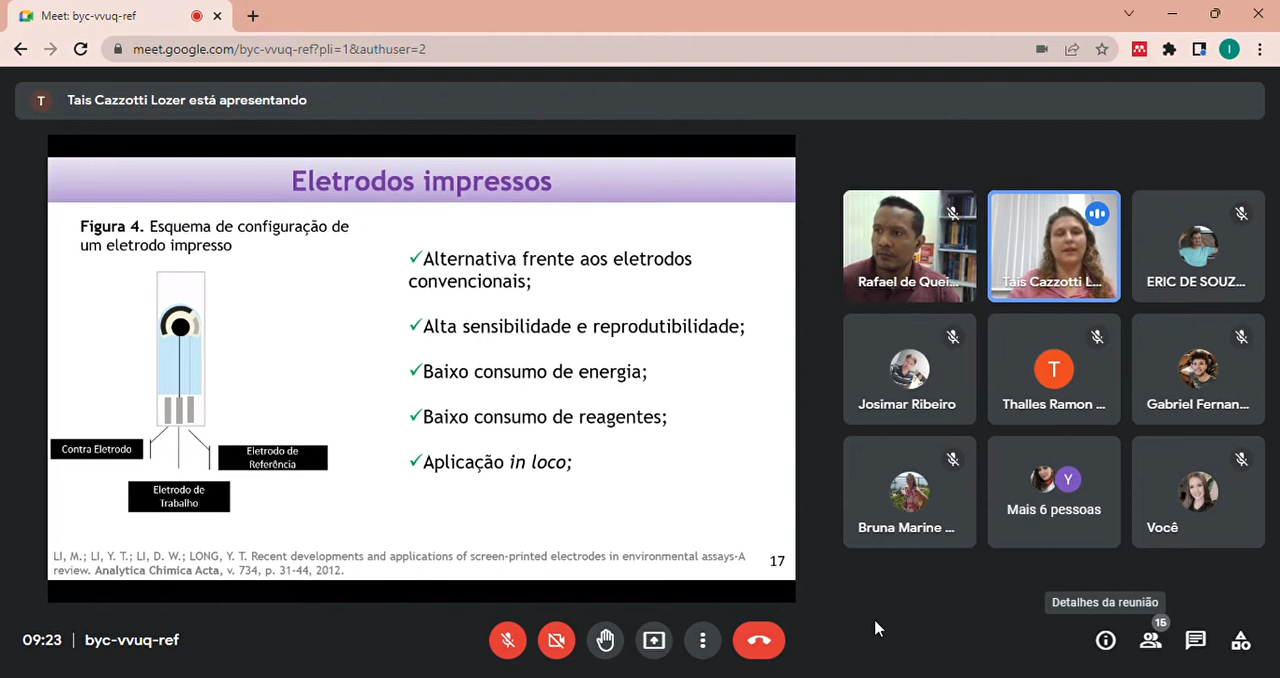 Meet: byc-vvuq-ref
meet.google.com/byc-vvuq-ref?pli=1&authuser=2
I
T
Tais Cazzotti Lozer está apresentando
Eletrodos impressos
Figura 4. Esquema de configuração de
um eletrodo impresso
Contra Eletrodo
Eletrodo de
Referência
Eletrodo de
Trabalho
✓Alternativa frente aos eletrodos
convencionais;
✓Alta sensibilidade e reprodutibilidade;
✓Baixo consumo de energia;
✓Baixo consumo de reagentes;
✓Aplicação in loco;
LI, M.; LI, Y. T.; LI, D. W.; LONG, Y. T. Recent developments and applications of screen-printed electrodes in environmental assays-A
review. Analytica Chimica Acta, v. 734, p. 31-44, 2012.
17
Rafael de Quei...
Tais Cazzotti L...
ERIC DE SOUZ...
Josimar Ribeiro
T
Thalles Ramon ...
Gabriel Fernan...
Bruna Marine ...
Y
Mais 6 pessoas
Você
Detalhes da reunião
15
09:23 | byc-vvuq-ref